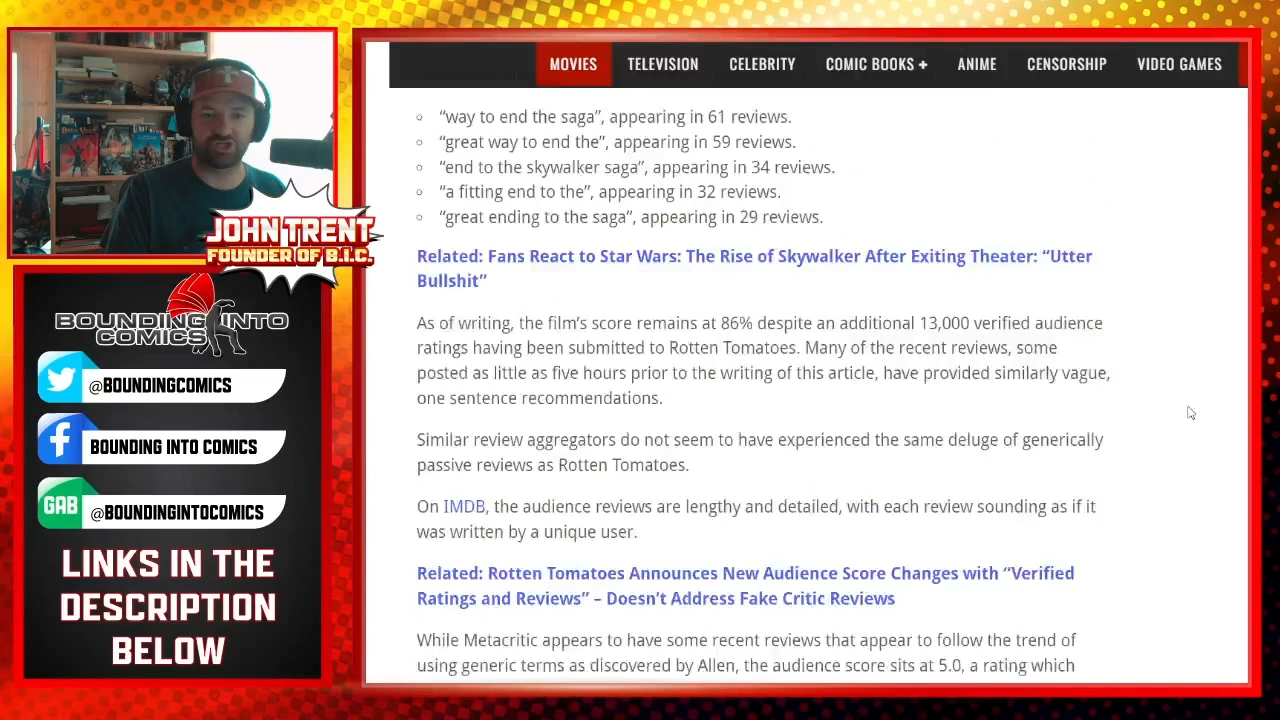 JOHN TRENT
FOUNDER OF B.I.C.
BOUNDING INTO
COMICS
@BOUNDINGCOMICS
BOUNDING INTO COMICS
GAB
@BOUNDINGINTOCOMICS
LINKS IN THE
DESCRIPTION
BELOW
MOVIES TELEVISION CELEBRITY COMIC BOOKS + ANIME CENSORSHIP VIDEO GAMES
“way to end the saga”, appearing in 61 reviews.
“great way to end the”, appearing in 59 reviews.
“end to the skywalker saga”, appearing in 34 reviews.
“a fitting end to the”, appearing in 32 reviews.
“great ending to the saga”, appearing in 29 reviews.
Related: Fans React to Star Wars: The Rise of Skywalker After Exiting Theater: “Utter
Bullshit”
As of writing, the film’s score remains at 86% despite an additional 13,000 verified audience
ratings having been submitted to Rotten Tomatoes. Many of the recent reviews, some
posted as little as five hours prior to the writing of this article, have provided similarly vague,
one sentence recommendations.
Similar review aggregators do not seem to have experienced the same deluge of generically
passive reviews as Rotten Tomatoes.
On IMDB, the audience reviews are lengthy and detailed, with each review sounding as if it
was written by a unique user.
Related: Rotten Tomatoes Announces New Audience Score Changes with “Verified
Ratings and Reviews” – Doesn’t Address Fake Critic Reviews
While Metacritic appears to have some recent reviews that appear to follow the trend of
using generic terms as discovered by Allen, the audience score sits at 5.0, a rating which